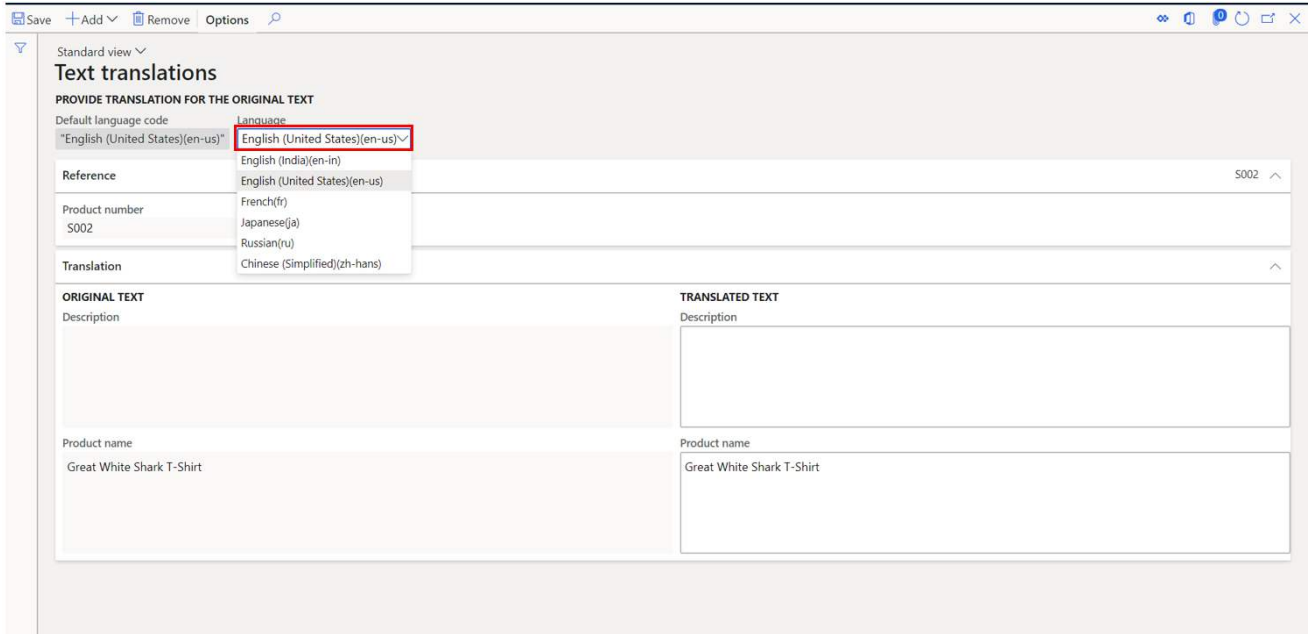 Save Add Remove Options 0
Standard view
Text translations
PROVIDE TRANSLATION FOR THE ORIGINAL TEXT
Default language code Language
"English (United States)(en-us)" English (United States)(en-us)
English (India)(en-in)
English (United States)(en-us)
French(fr)
Japanese(ja)
Russian(ru)
Chinese (Simplified)(zh-hans)
Reference S002
Product number
S002
Translation
ORIGINAL TEXT TRANSLATED TEXT
Description Description
Product name Product name
Great White Shark T-Shirt Great White Shark T-Shirt